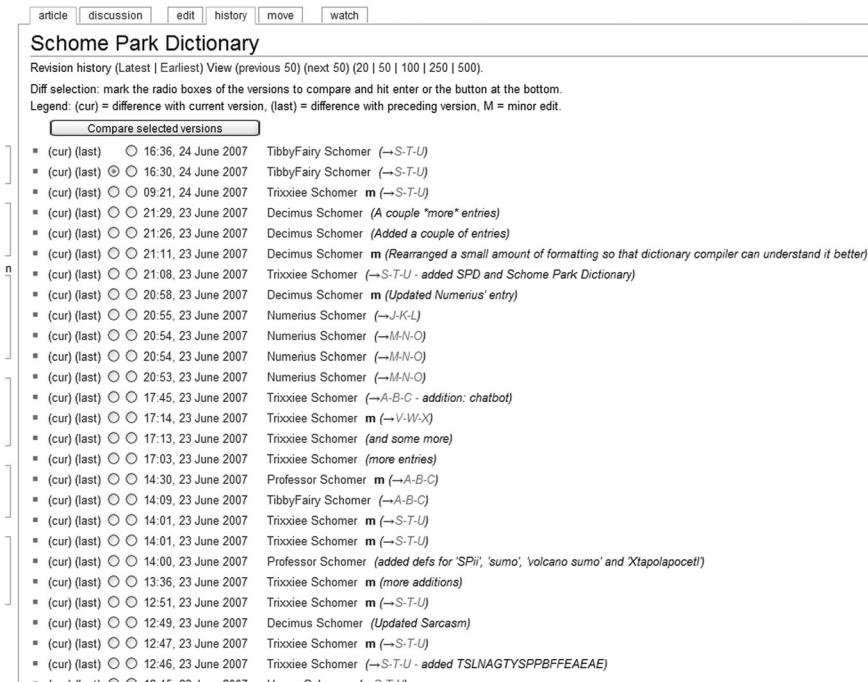 article discussion edit history move watch
Schome Park Dictionary
Revision history (Latest | Earliest) View (previous 50) (next 50) (20 | 50 | 100 | 250 | 500).
Diff selection: mark the radio boxes of the versions to compare and hit enter or the button at the bottom.
Legend: (cur) = difference with current version, (last) = difference with preceding version, M = minor edit.
Compare selected versions
(cur) (last) 16:36, 24 June 2007 TibbyFairy Schomer (→S-T-U)
(cur) (last) 16:30, 24 June 2007 TibbyFairy Schomer (→S-T-U)
(cur) (last) 09:21, 24 June 2007 Trixxiee Schomer m (→S-T-U)
(cur) (last) 21:29, 23 June 2007 Decimus Schomer (A couple *more* entries)
(cur) (last) 21:26, 23 June 2007 Decimus Schomer (Added a couple of entries)
(cur) (last) 21:11, 23 June 2007 Decimus Schomer m (Rearranged a small amount of formatting so that dictionary compiler can understand it better)
n
(cur) (last) 21:08, 23 June 2007 Trixxiee Schomer (→S-T-U - added SPD and Schome Park Dictionary)
(cur) (last) 20:58, 23 June 2007 Decimus Schomer m (Updated Numerius' entry)
(cur) (last) 20:55, 23 June 2007 Numerius Schomer (→J-K-L)
(cur) (last) 20:54, 23 June 2007 Numerius Schomer (→M-N-O)
(cur) (last) 20:54, 23 June 2007 Numerius Schomer (→M-N-O)
(cur) (last) 20:53, 23 June 2007 Numerius Schomer (→M-N-O)
(cur) (last) 17:45, 23 June 2007 Trixxiee Schomer (→A-B-C - addition: chatbot)
(cur) (last) 17:14, 23 June 2007 Trixxiee Schomer m (→V-W-X)
(cur) (last) 17:13, 23 June 2007 Trixxiee Schomer (and some more)
(cur) (last) 17:03, 23 June 2007 Trixxiee Schomer (more entries)
(cur) (last) 14:30, 23 June 2007 Professor Schomer m (→A-B-C)
(cur) (last) 14:09, 23 June 2007 TibbyFairy Schomer (→A-B-C)
(cur) (last) 14:01, 23 June 2007 Trixxiee Schomer m (→S-T-U)
(cur) (last) 14:01, 23 June 2007 Trixxiee Schomer m (→S-T-U)
(cur) (last) 14:00, 23 June 2007 Professor Schomer (added defs for 'SPii', 'sumo', 'volcano sumo' and 'Xtapolapocetl')
(cur) (last) 13:36, 23 June 2007 Trixxiee Schomer m (more additions)
(cur) (last) 12:51, 23 June 2007 Trixxiee Schomer m (→S-T-U)
(cur) (last) 12:49, 23 June 2007 Decimus Schomer (Updated Sarcasm)
(cur) (last) 12:47, 23 June 2007 Trixxiee Schomer m (→S-T-U)
(cur) (last) 12:46, 23 June 2007 Trixxiee Schomer (→S-T-U - added TSLNAGTYSPPBFFEAEAE)